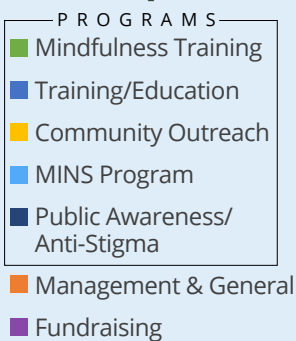 PROGRAMS
Mindfulness Training
Training/Education
Community Outreach
MINS Program
Public Awareness/
Anti-Stigma
Management & General
Fundraising